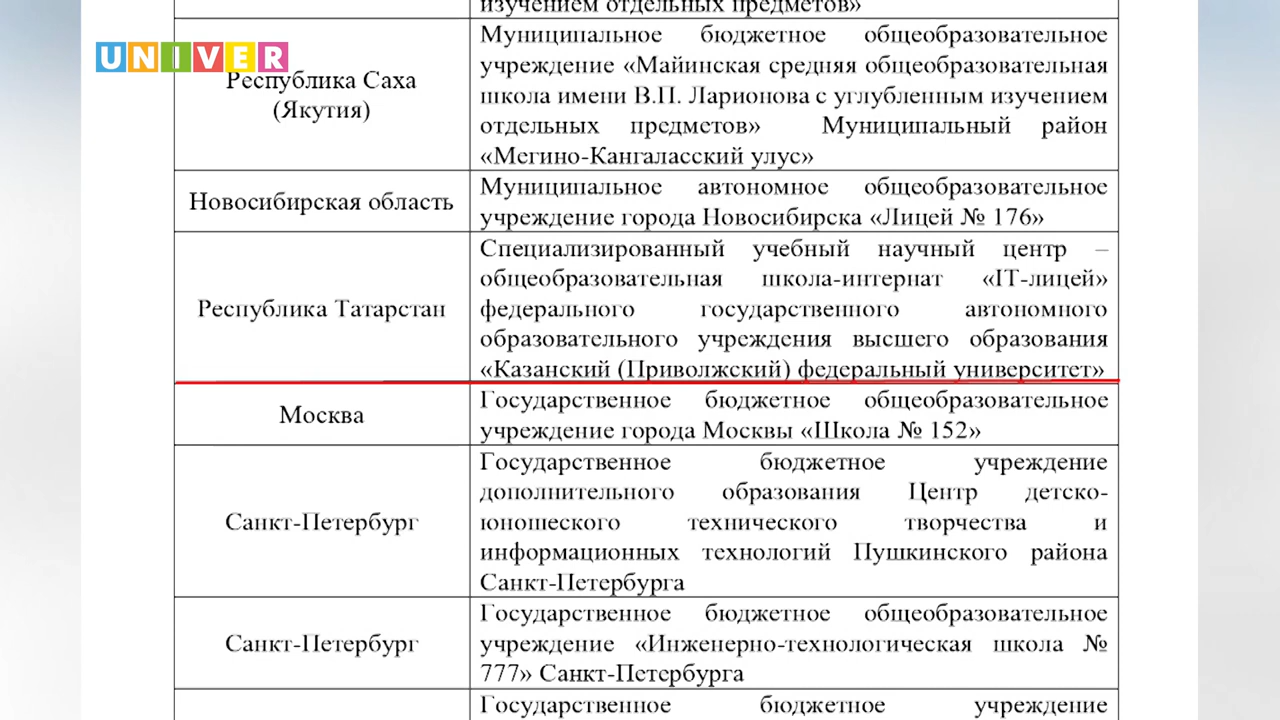 изучением отдельных предметов»
UNIVER
Республика Саха
(Якутия)
Муниципальное бюджетное общеобразовательное
учреждение «Майинская средняя общеобразовательная
школа имени В.П. Ларионова с углубленным изучением
отдельных предметов» Муниципальный район
«Мегино-Кангаласский улус»
Новосибирская область
Муниципальное автономное общеобразовательное
учреждение города Новосибирска «Лицей № 176»
Республика Татарстан
Специализированный учебный научный центр –
общеобразовательная школа-интернат «IT-лицей»
федерального государственного автономного
образовательного учреждения высшего образования
«Казанский (Приволжский) федеральный университет»
Москва
Государственное бюджетное общеобразовательное
учреждение города Москвы «Школа № 152»
Санкт-Петербург
Государственное бюджетное учреждение
дополнительного образования Центр детско-
юношеского технического творчества и
информационных технологий Пушкинского района
Санкт-Петербурга
Санкт-Петербург
Государственное бюджетное общеобразовательное
учреждение «Инженерно-технологическая школа №
777» Санкт-Петербурга
Государственное бюджетное учреждение